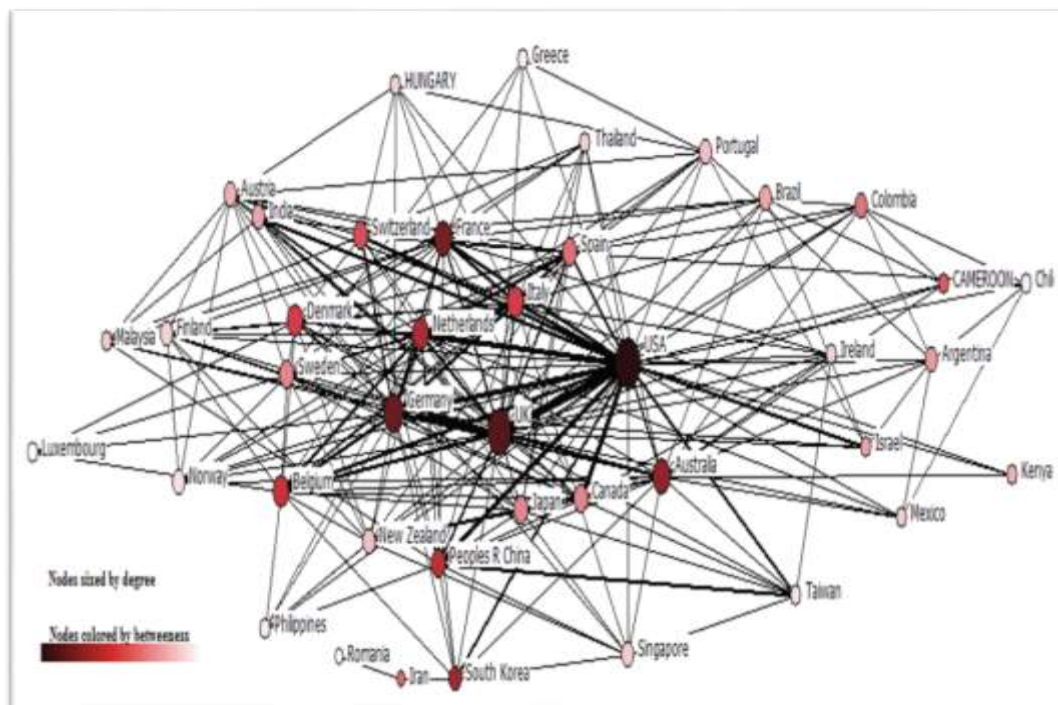 Greece
HUNGARY
Thailand
Portugal
Austria
India
Brazil
Colombia
Switzerland
France
Spain
CAMEROON
Chil
Italy
Denmark
Netherlands
Malaysia
Finland
USA
Ireland
Argentina
Sweden
Germany
UK
Luxembourg
Israel
Norway
Belgium
Australa
Kenya
Japan
Canada
Mexico
New Zealand
Peoples R China
Nodes sized by degree
Taiwan
Philippines
Nodes colored by betweeness
Romania
Singapore
Iran
South Korea